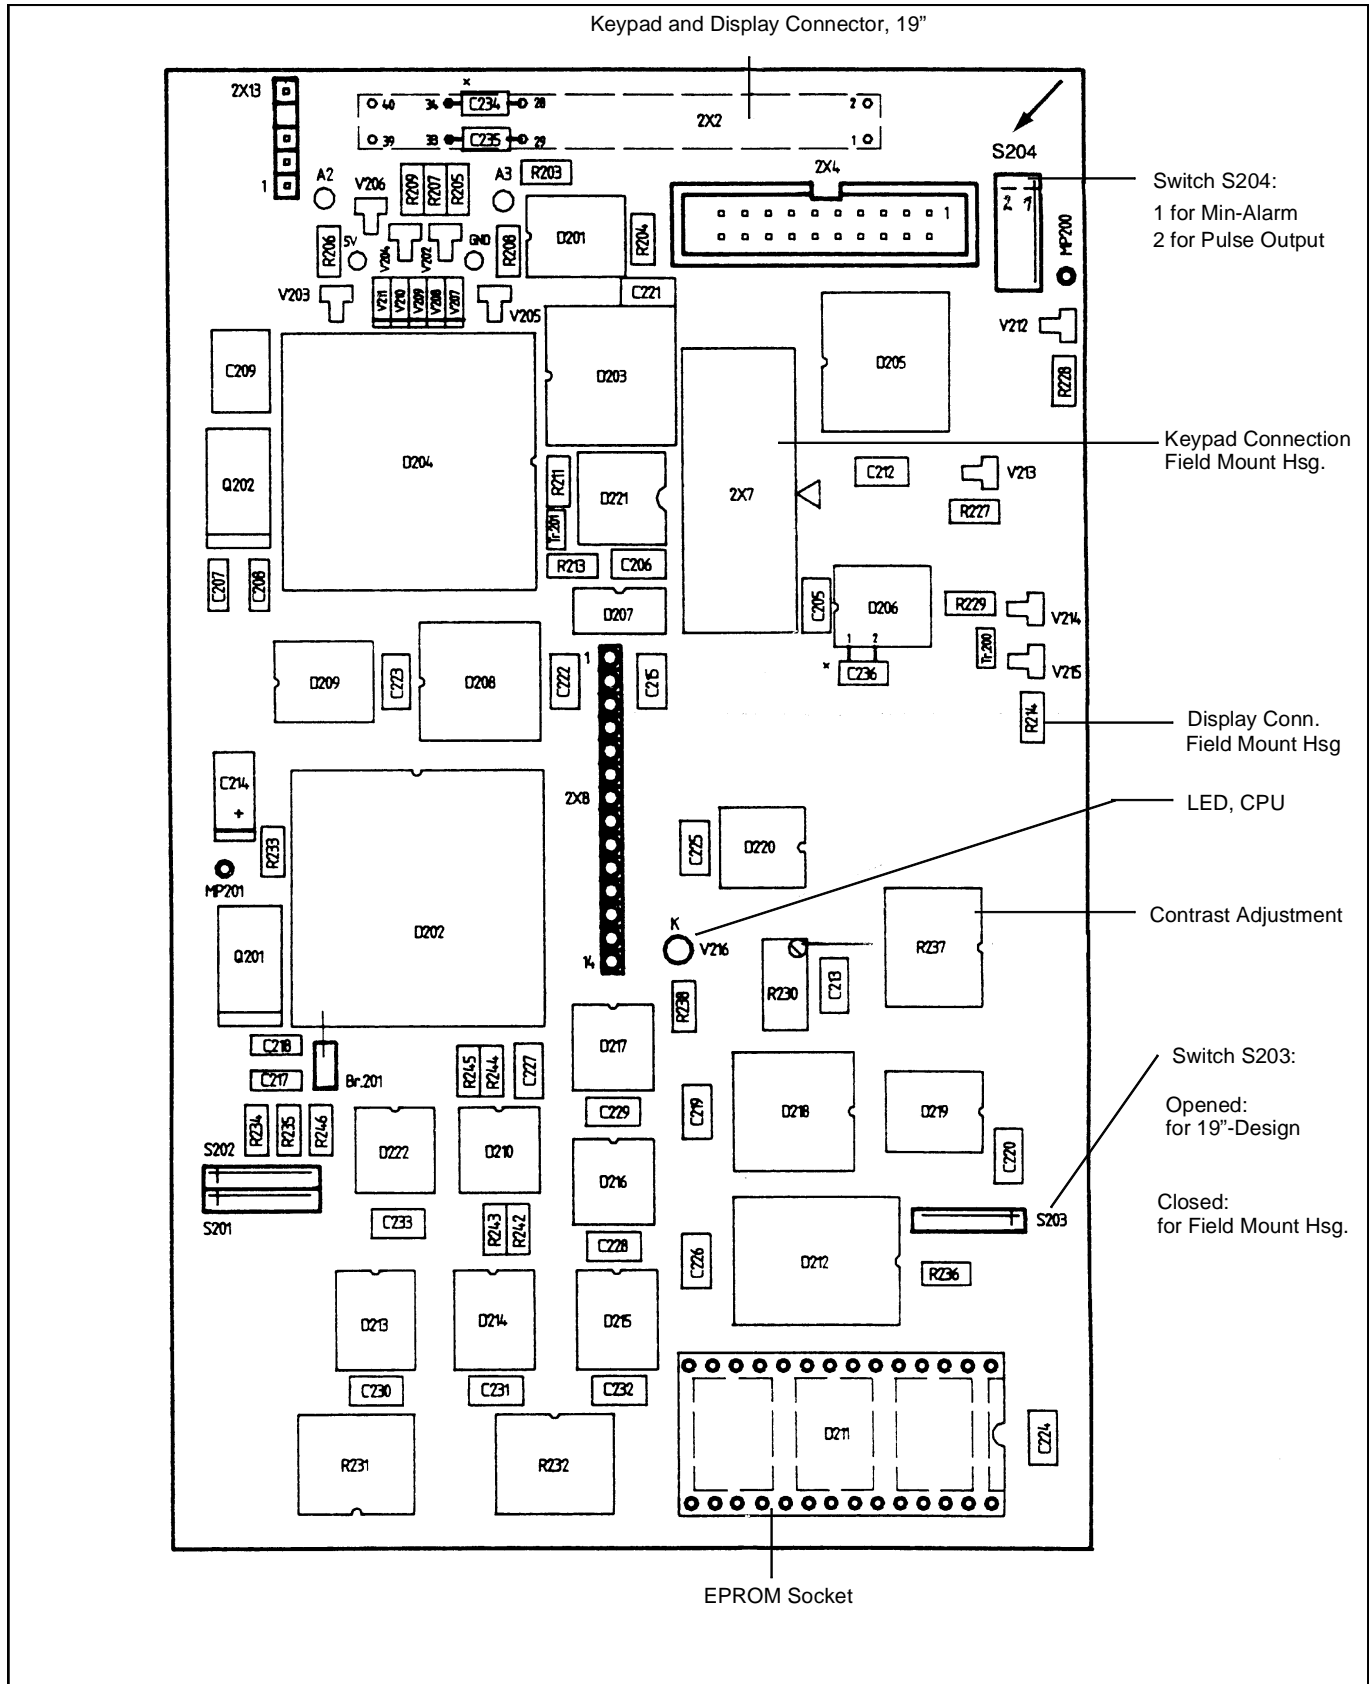 Keypad and Display Connector, 19”
2X13
1
40
34
C234
28
2
×
39
33
C235
29
1
2X2
S204
2 1
Switch S204:
1 for Min-Alarm
2 for Pulse Output
MP200
A2
V206
R209
R207
R205
A3
R203
2X4
1
R206
5V
V204
V202
GND
R208
D201
R204
V203
V211
V210
V209
V208
V207
V205
C221
V212
R228
C209
D204
D203
D205
Keypad Connection
Field Mount Hsg.
Q202
R211
D221
2X7
C212
V213
R227
Tr.201
R213
C206
C207
C208
D207
C205
D206
R229
V214
1
2
×
C236
Tr.200
V215
D209
C223
D208
C222
1
C215
R214
Display Conn.
Field Mount Hsg
C214
+
2X8
LED, CPU
R233
C225
D220
MP201
D202
K
V216
Contrast Adjustment
Q201
14
R237
R230
C213
R238
C218
C217
Br.201
R245
R244
C227
D217
Switch S203:
Opened:
for 19”-Design
Closed:
for Field Mount Hsg.
R234
R235
R246
C229
C219
D218
D219
C220
S202
S201
D222
D210
D216
C233
R243
R242
C228
C226
D212
S203
R236
D213
D214
D215
C230
C231
C232
R231
R232
D211
C224
EPROM Socket